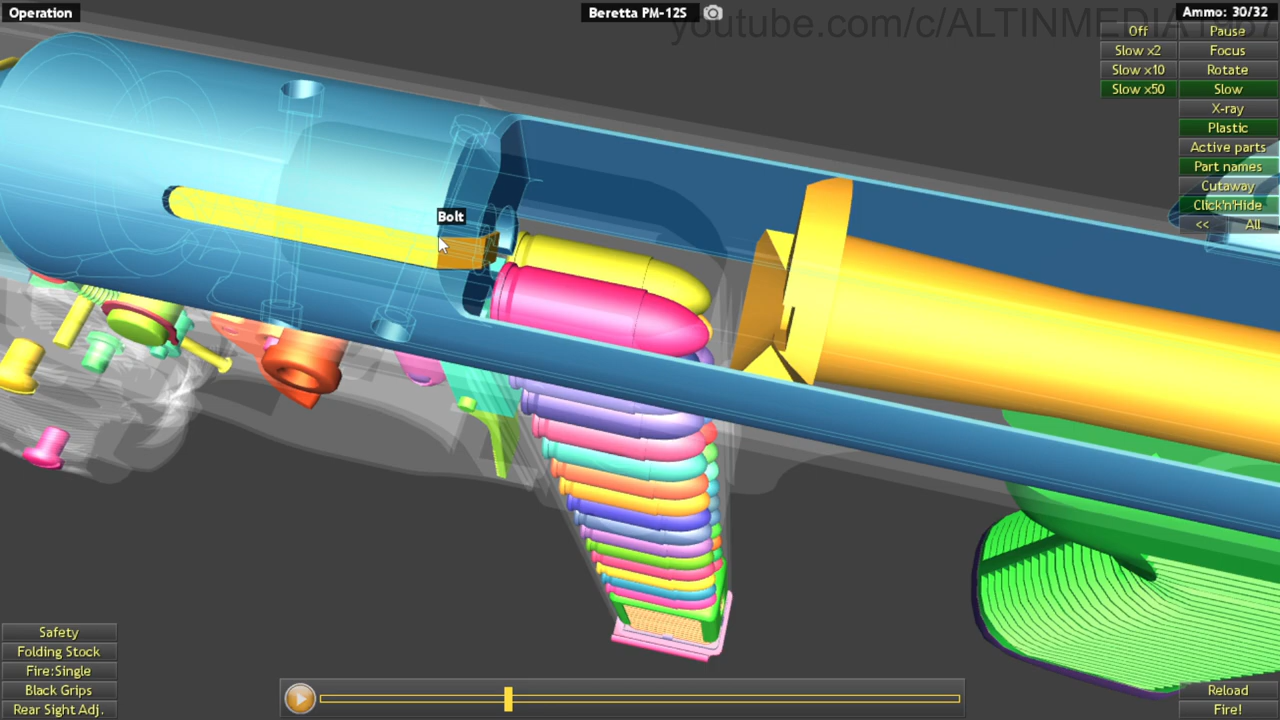 Operation
Beretta PM-12S
youtube.com/c/ALTINMEDIA1987
Ammo: 30/32
Off
Pause
Slow x2
Focus
Slow x10
Rotate
Slow x50
Slow
X-ray
Plastic
Active parts
Part names
Cutaway
Click'n'Hide
<<
All
Bolt
Safety
Folding Stock
Fire:Single
Black Grips
Rear Sight Adj.
Reload
Fire!